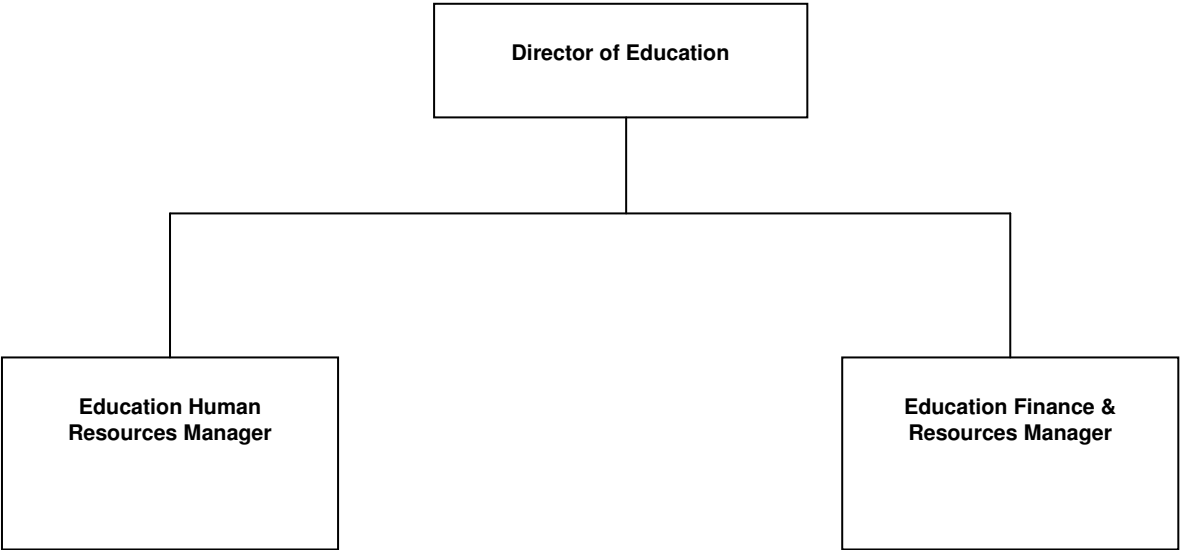 Director of Education
Education Human
Resources Manager
Education Finance &
Resources Manager